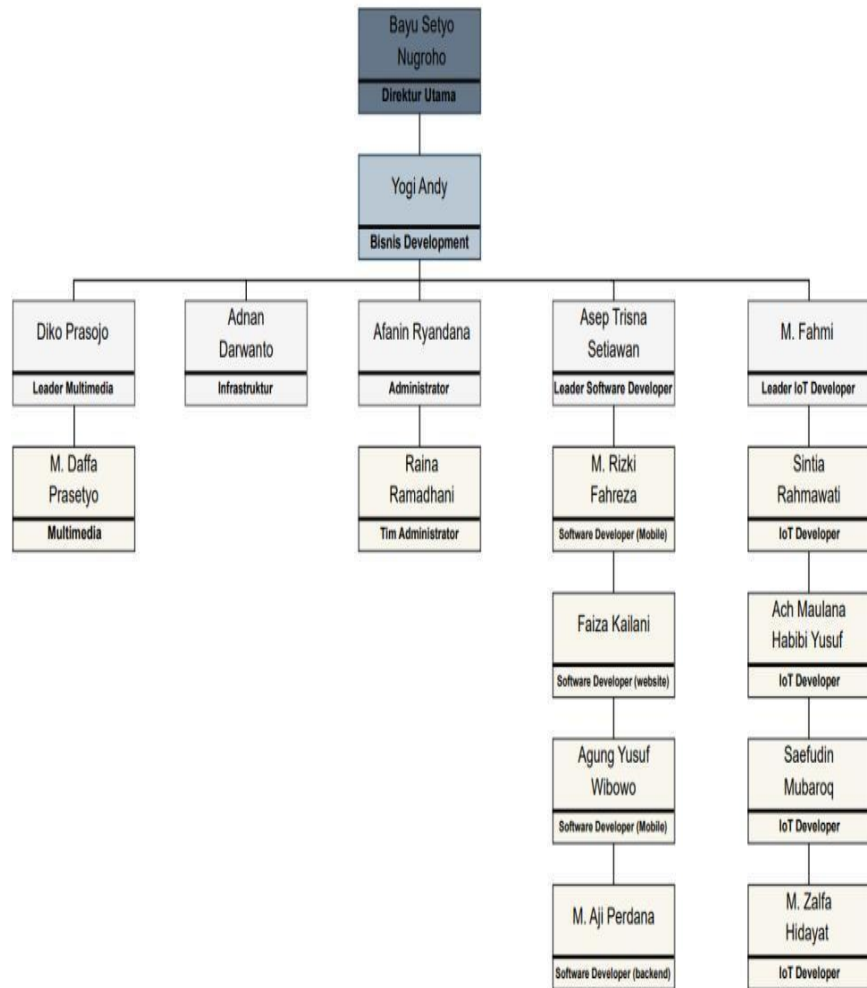 Bayu Setyo
Nugroho
Direktur Utama
Yogi Andy
Bisnis Development
Diko Prasojo
Leader Multimedia
Adnan
Darwanto
Infrastruktur
Afanin Ryandana
Administrator
Asep Trisna
Setiawan
Leader Software Developer
M. Fahmi
Leader IoT Developer
M. Daffa
Prasetyo
Multimedia
Raina
Ramadhani
Tim Administrator
M. Rizki
Fahreza
Software Developer (Mobile)
Sintia
Rahmawati
IoT Developer
Faiza Kailani
Software Developer (website)
Ach Maulana
Habibi Yusuf
IoT Developer
Agung Yusuf
Wibowo
Software Developer (Mobile)
Saefudin
Mubaroq
IoT Developer
M. Aji Perdana
Software Developer (backend)
M. Zalfa
Hidayat
IoT Developer